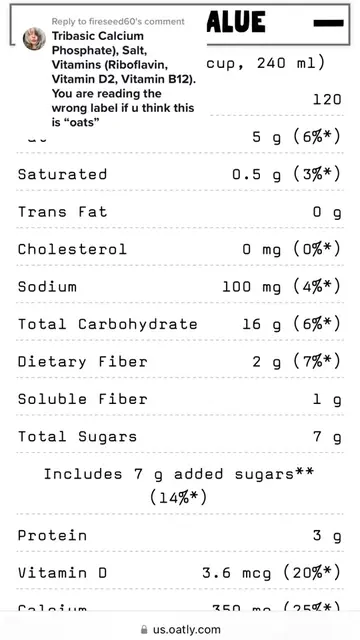 Reply to fireseed60's comment
Tribasic Calcium
Phosphate), Salt,
Vitamins (Riboflavin,
Vitamin D2, Vitamin B12).
You are reading the
wrong label if u think this
is “oats”
ALUE
cup, 240 ml)
120
5 g (6%*)
Saturated 0.5 g (3%*)
Trans Fat 0 g
Cholesterol 0 mg (0%*)
Sodium 100 mg (4%*)
Total Carbohydrate 16 g (6%*)
Dietary Fiber 2 g (7%*)
Soluble Fiber 1 g
Total Sugars 7 g
Includes 7 g added sugars**
(14%*)
Protein 3 g
Vitamin D 3.6 mcg (20%*)
Calcium 350 mg (25%*)
us.oatly.com